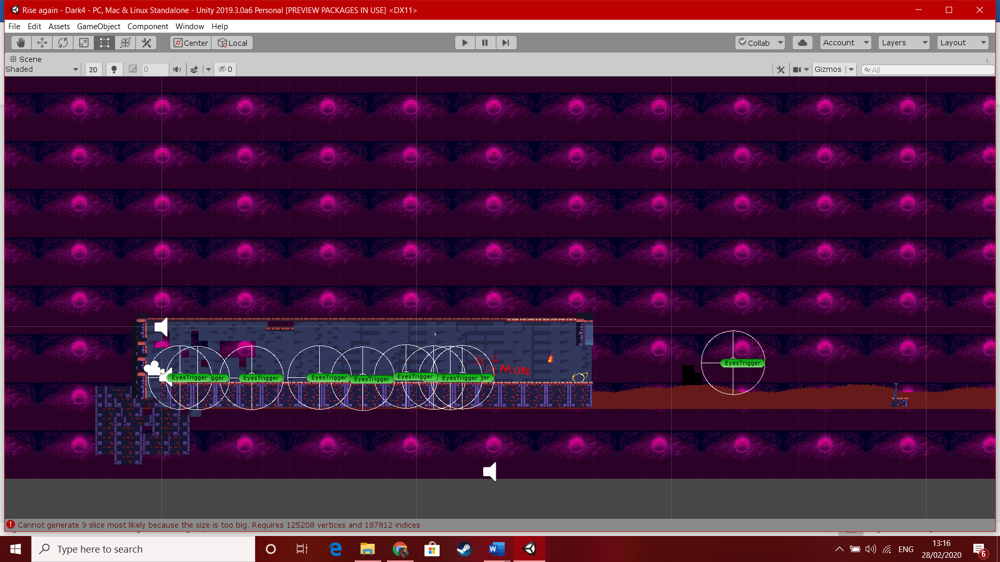 Rise again - Dark4 - PC, Mac & Linux Standalone - Unity 2019.3.0a6 Personal [PREVIEW PACKAGES IN USE] <DX11>
File Edit Assets GameObject Component Window Help
Center Local Collab Account Layers Layout
Scene
Shaded 2D 0 0 Gizmos All
MORE
EyesTrigger
EyesTrigger gger EyesTrigger EyesTrigger EyesTrigger EyesTrigger EyesTrigger ger
Cannot generate 9 slice most likely because the size is too big. Requires 125208 vertices and 187812 indices
Type here to search
ENG
13:16
28/02/2020
6